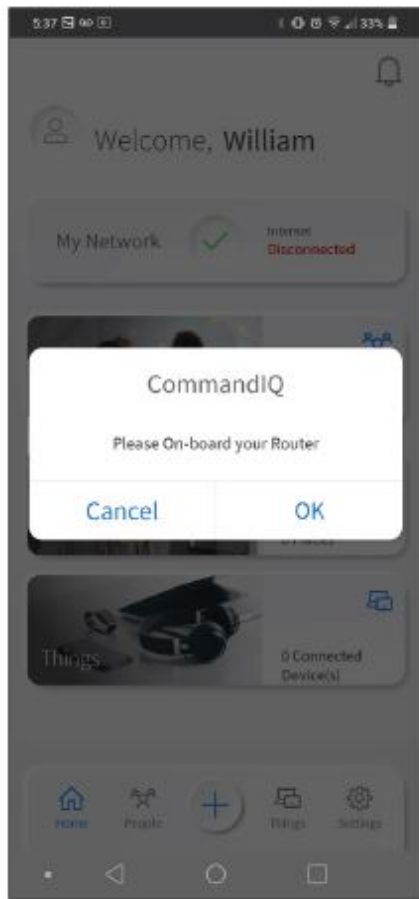 5:37
33%
Welcome, William
My Network
Internet
Disconnected
CommandIQ
Please On-board your Router
Cancel
OK
Things
0 Connected
Device(s)
Home
People
Things
Settings